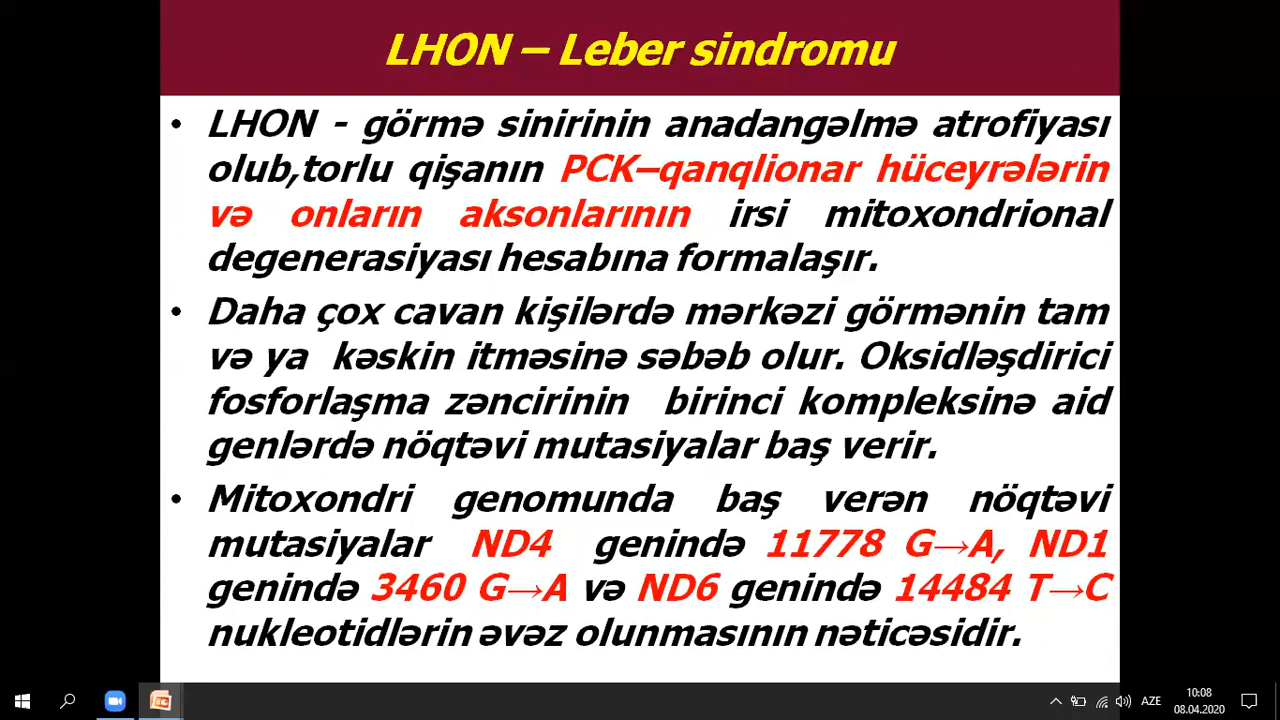 LHON – Leber sindromu
• LHON - görmə sinirinin anadangəlmə atrofiyası
olub,torlu qişanın PCK–qanqlionar hüceyrələrin
və onların aksonlarının irsi mitoxondrional
degenerasiyası hesabına formalaşır.
• Daha çox cavan kişilərdə mərkəzi görmənin tam
və ya kəskin itməsinə səbəb olur. Oksidləşdirici
fosforlaşma zəncirinin birinci kompleksinə aid
genlərdə nöqtəvi mutasiyalar baş verir.
• Mitoxondri genomunda baş verən nöqtəvi
mutasiyalar ND4 genində 11778 G→A, ND1
genində 3460 G→A və ND6 genində 14484 T→C
nukleotidlərin əvəz olunmasının nəticəsidir.
AZE
10:08
08.04.2020